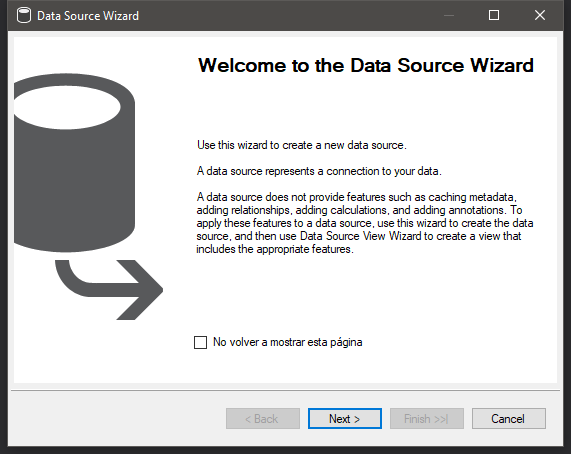 Data Source Wizard
Welcome to the Data Source Wizard
Use this wizard to create a new data source.
A data source represents a connection to your data.
A data source does not provide features such as caching metadata,
adding relationships, adding calculations, and adding annotations. To
apply these features to a data source, use this wizard to create the data
source, and then use Data Source View Wizard to create a view that
includes the appropriate features.
No volver a mostrar esta página
< Back
Next >
Finish >>|
Cancel